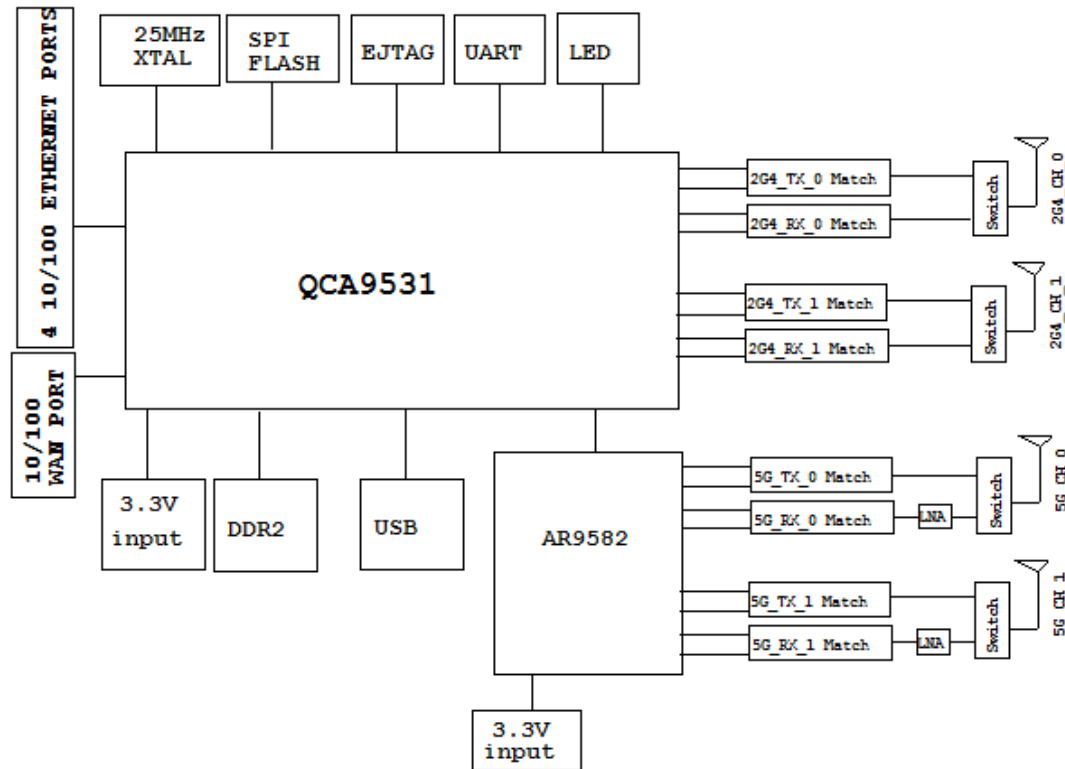 4 10/100 ETHERNET PORTS
25MHz
XTAL
SPI
FLASH
EJTAG
UART
LED
2G4_TX_0 Match
2G4_RX_0 Match
Switch
2G4_CH_0
QCA9531
2G4_TX_1 Match
2G4_RX_1 Match
Switch
2G4_CH_1
10/100
WAN PORT
3.3V
input
DDR2
USB
AR9582
5G_TX_0 Match
5G_RX_0 Match
LNA
Switch
5G_CH_0
5G_TX_1 Match
5G_RX_1 Match
LNA
Switch
5G_CH_1
3.3V
input